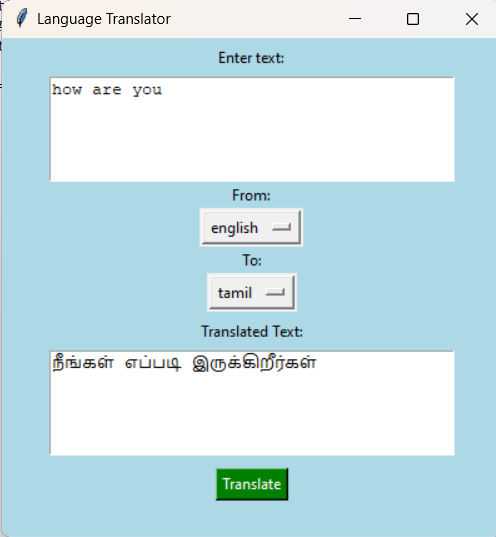 Language Translator
Enter text:
how are you
From:
english
To:
tamil
Translated Text:
நீங்கள் எப்படி இருக்கிறீர்கள்
Translate